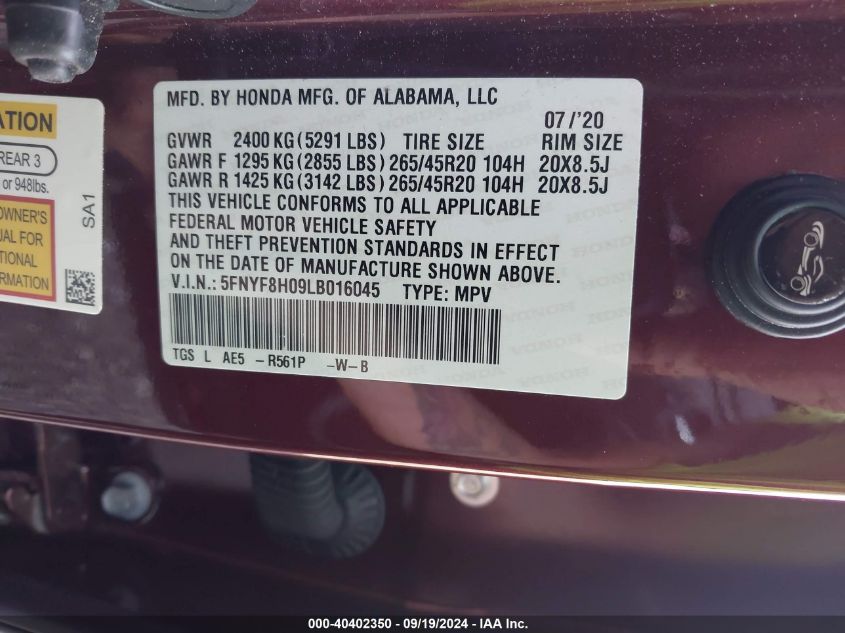 MFD. BY HONDA MFG. OF ALABAMA, LLC
07/'20
GVWR 2400 KG(5291 LBS) TIRE SIZE RIM SIZE
GAWR F 1295 KG (2855 LBS) 265/45R20 104H 20X8.5J
GAWR R 1425 KG (3142 LBS) 265/45R20 104H 20X8.5J
THIS VEHICLE CONFORMS TO ALL APPLICABLE
FEDERAL MOTOR VEHICLE SAFETY
AND THEFT PREVENTION STANDARDS IN EFFECT
ON THE DATE OF MANUFACTURE SHOWN ABOVE.
V.I.N.: 5FNYF8H09LB016045 TYPE: MPV
TGS L AE5 -R561P -W-B
REAR 3
or 948lbs.
OWNER'S
FOR
SA1
000-40402350 - 09/19/2024 - IAA Inc.